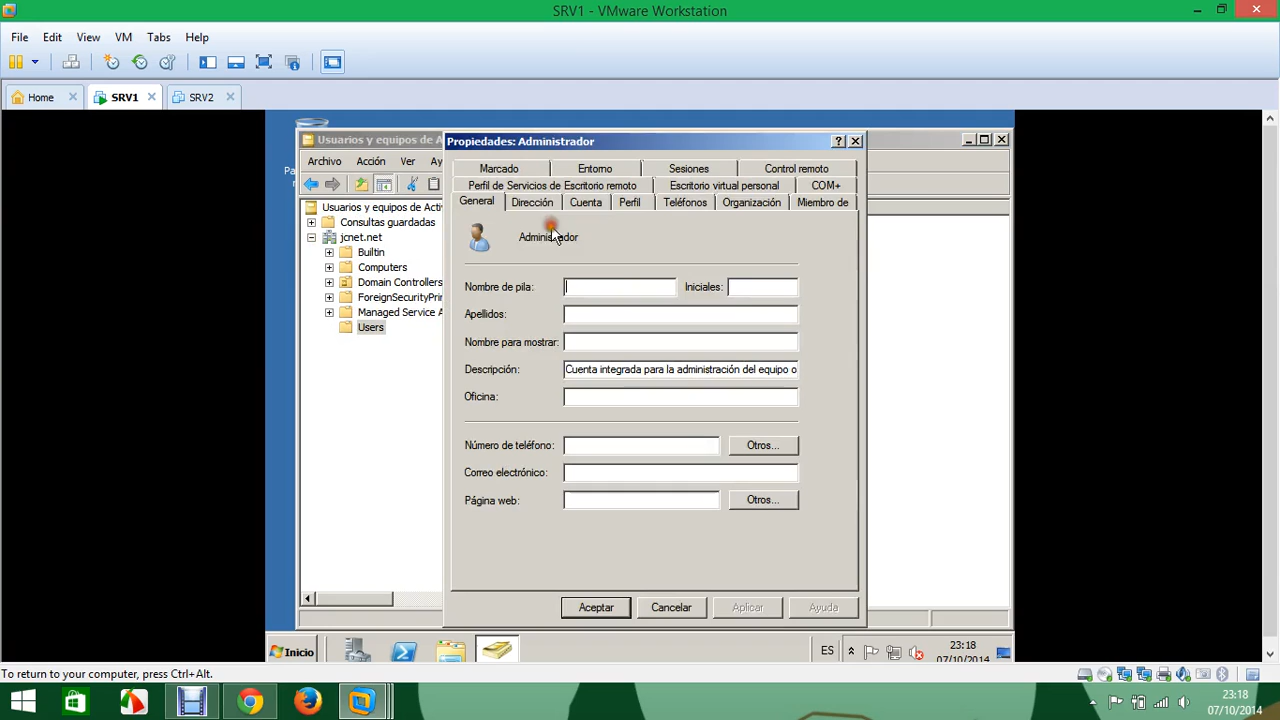 SRV1 - VMware Workstation
File Edit View VM Tabs Help
Home SRV1 SRV2
Usuarios y equipos de A
Archivo Acción Ver Ay
Usuarios y equipos de Activ
Consultas guardadas
jcnet.net
Builtin
Computers
Domain Controllers
ForeignSecurityPrin
Managed Service A
Users
Propiedades: Administrador
Marcado Entorno Sesiones Control remoto
Perfil de Servicios de Escritorio remoto Escritorio virtual personal COM+
General Dirección Cuenta Perfil Teléfonos Organización Miembro de
Administrador
Nombre de pila: Iniciales:
Apellidos:
Nombre para mostrar:
Descripción: Cuenta integrada para la administración del equipo o
Oficina:
Número de teléfono: Otros...
Correo electrónico:
Página web: Otros...
Aceptar Cancelar Aplicar Ayuda
Inicio ES 23:18
07/10/2014
To return to your computer, press Ctrl+Alt.
23:18
07/10/2014